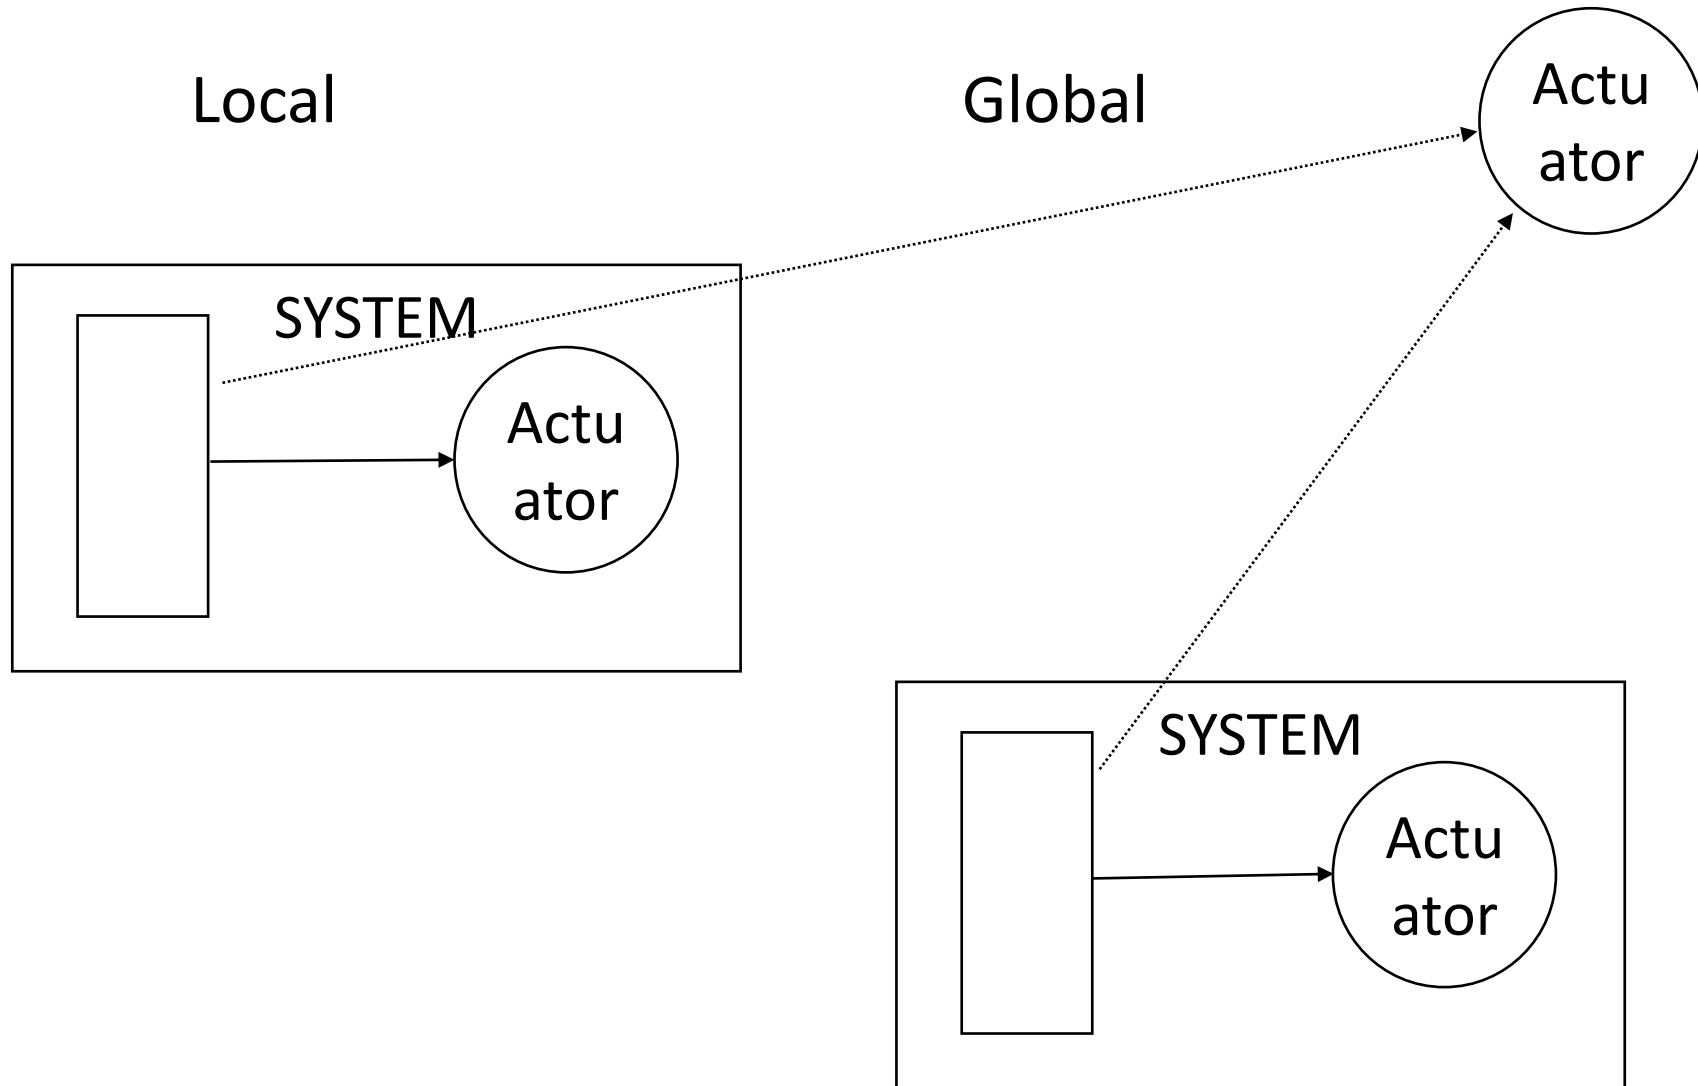 Local
Global
Actu
ator
SYSTEM
Actu
ator
SYSTEM
Actu
ator